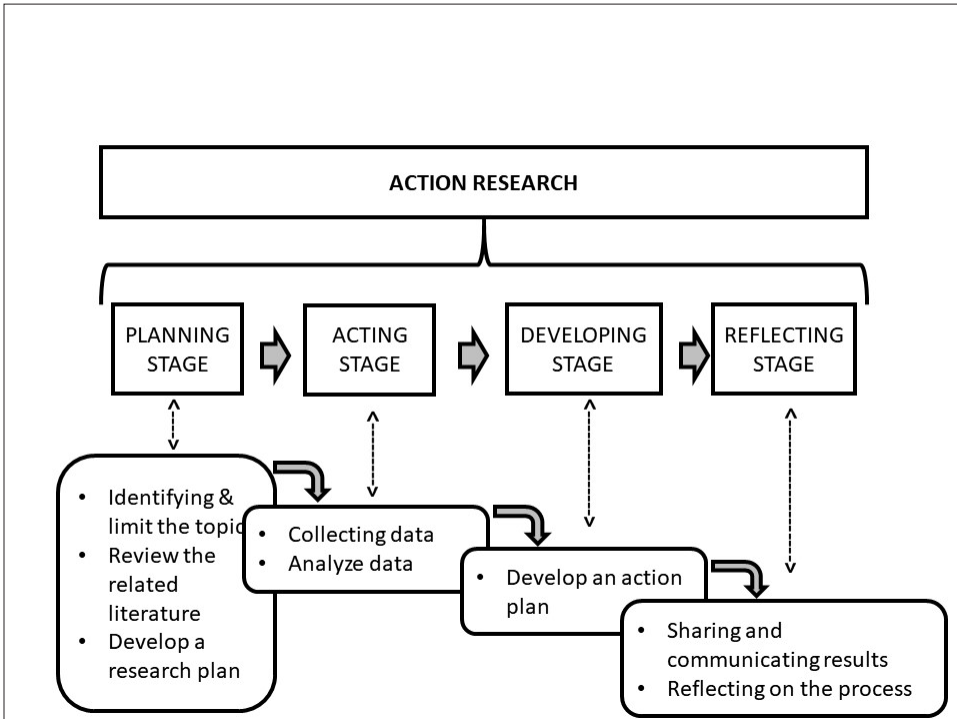 ACTION RESEARCH
PLANNING
STAGE
ACTING
STAGE
DEVELOPING
STAGE
REFLECTING
STAGE
• Identifying &
limit the topic
• Review the
related
literature
• Develop a
research plan
• Collecting data
• Analyze data
• Develop an action
plan
• Sharing and
communicating results
• Reflecting on the process